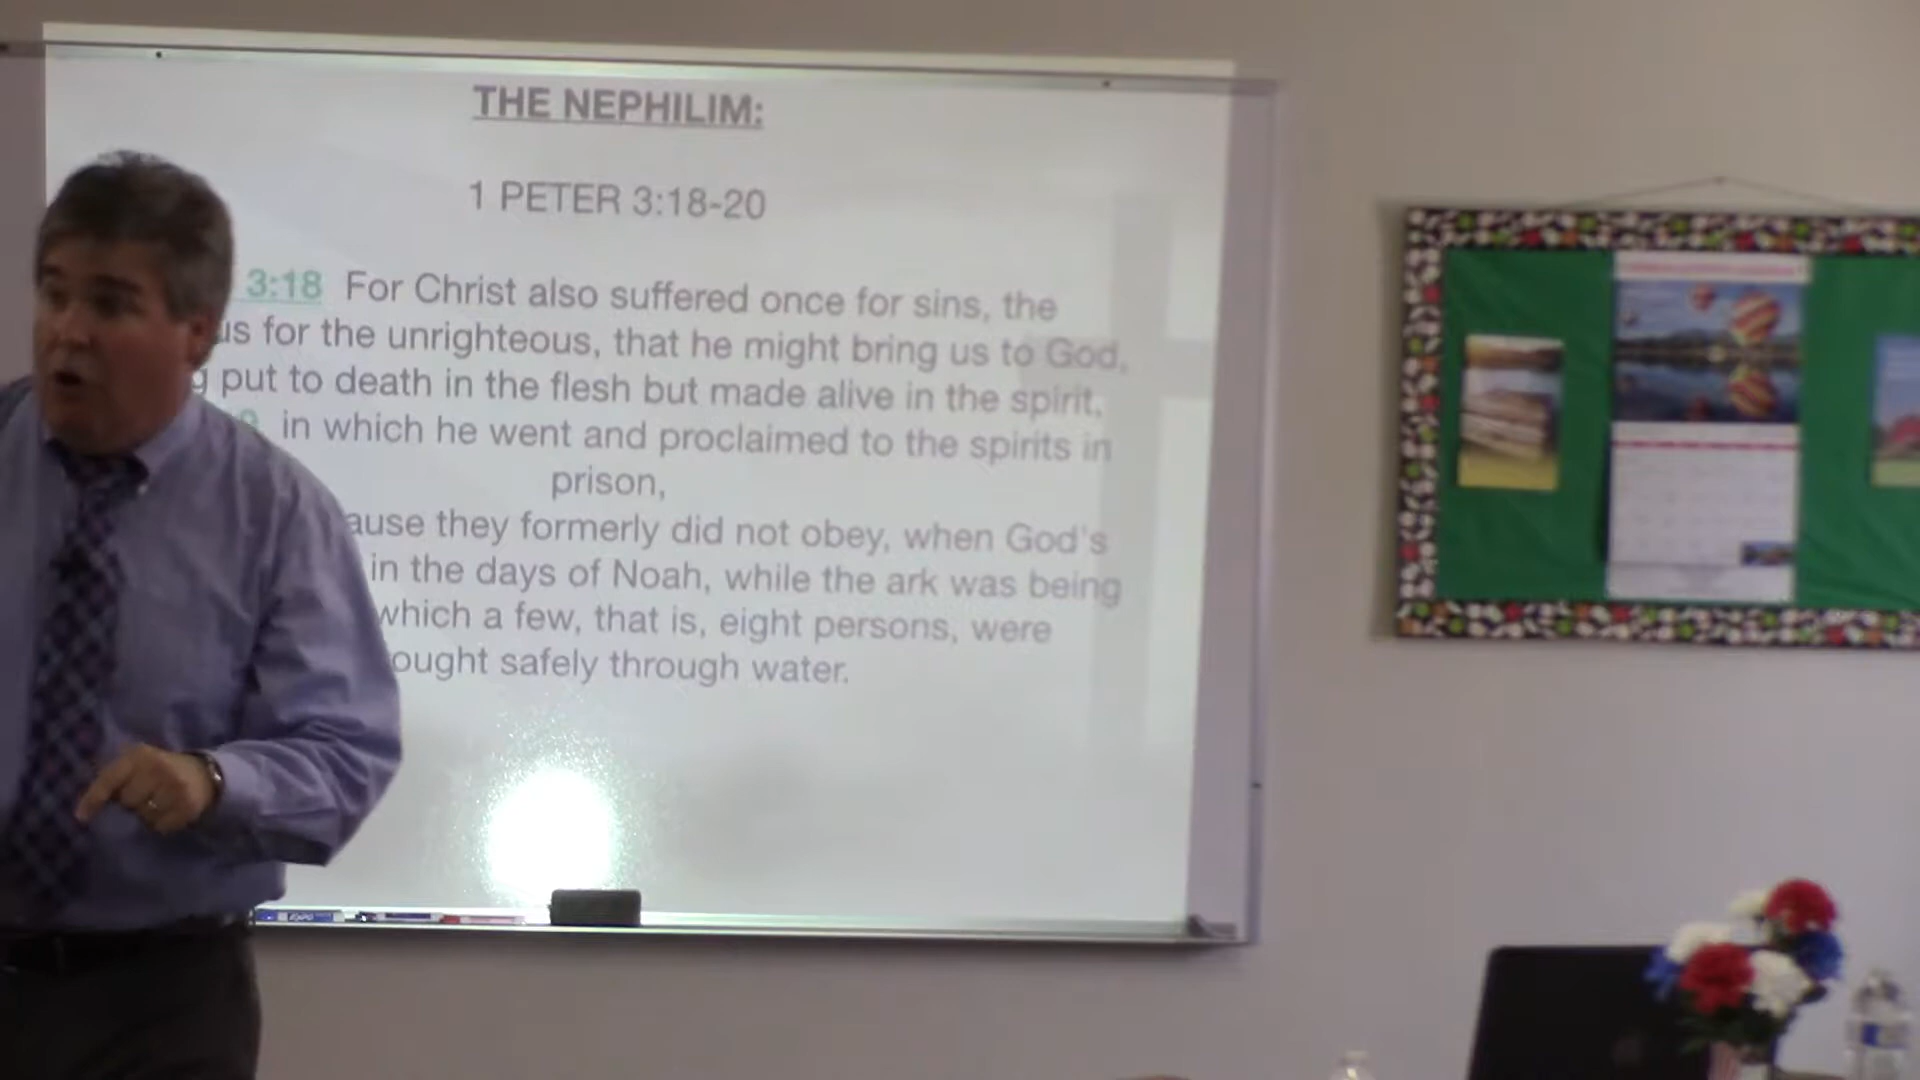 THE NEPHILIM:
1 PETER 3:18-20
3:18 For Christ also suffered once for sins, the
us for the unrighteous, that he might bring us to God,
g put to death in the flesh but made alive in the spirit,
in which he went and proclaimed to the spirits in
prison,
ause they formerly did not obey, when God's
in the days of Noah, while the ark was being
which a few, that is, eight persons, were
ought safely through water.
EXPO